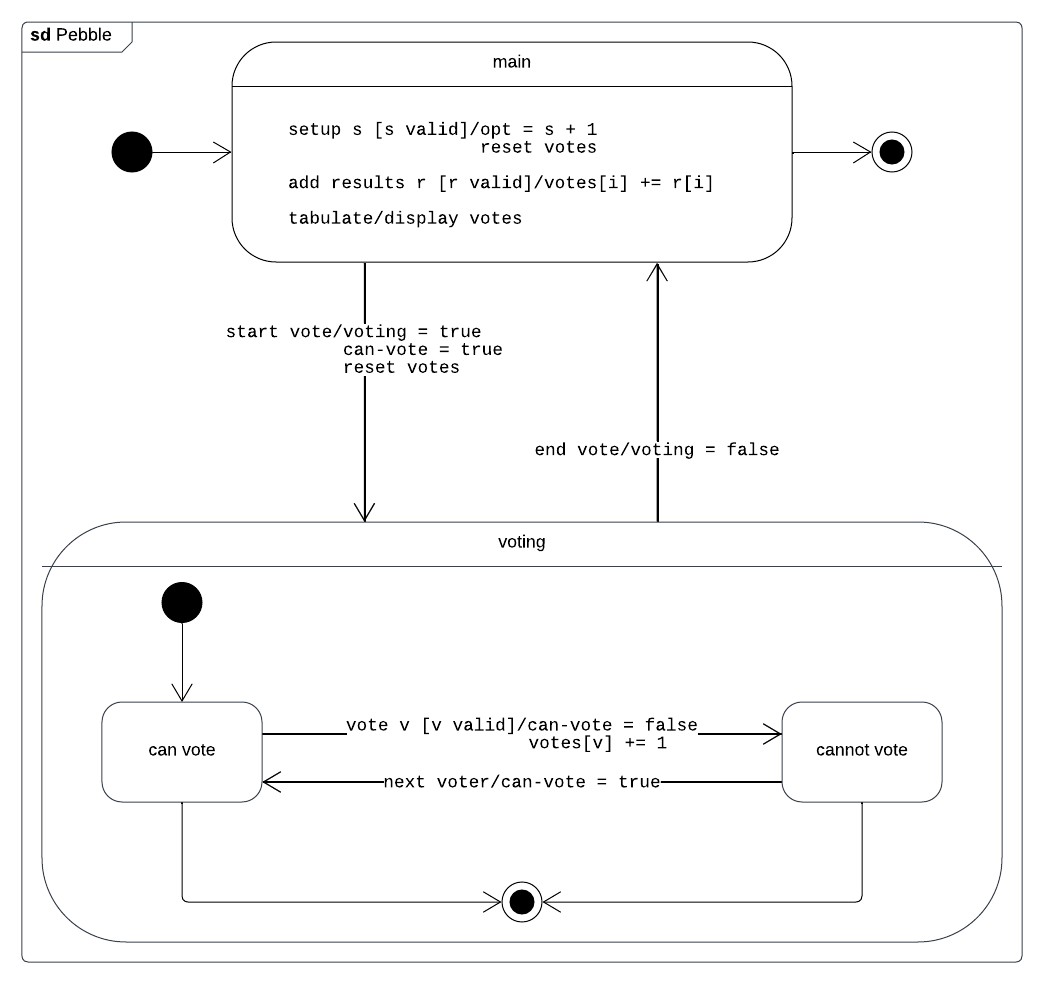 sd Pebble
main
setup s [s valid]/opt = s + 1
reset votes
add results r [r valid]/votes[i] += r[i]
tabulate/display votes
start vote/voting = true
can-vote = true
reset votes
end vote/voting = false
voting
can vote
vote v [v valid]/can-vote = false
votes[v] += 1
next voter/can-vote = true
cannot vote